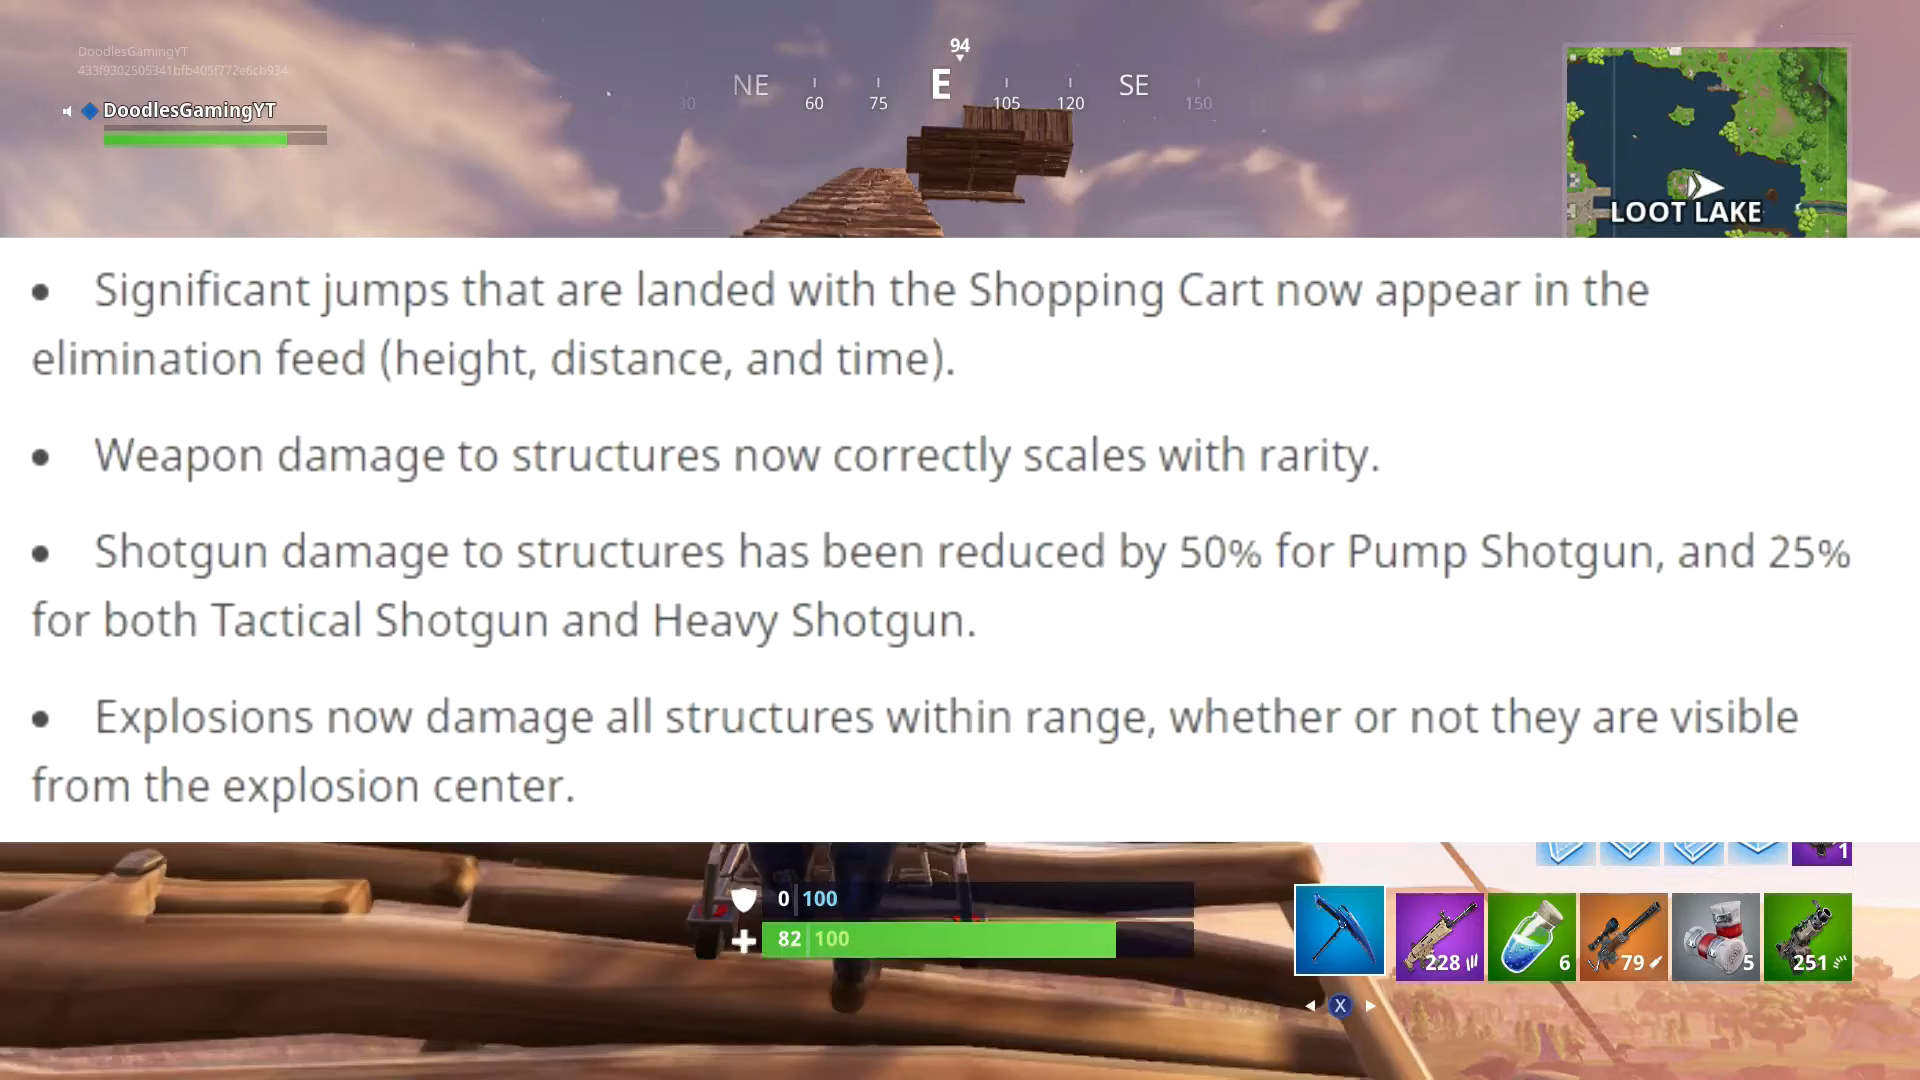 DoodlesGamingYT
433f9302505341bfb405f772e6cb934
DoodlesGamingYT
94
30 NE 60 75 E 105 120 SE 150
LOOT LAKE
• Significant jumps that are landed with the Shopping Cart now appear in the
elimination feed (height, distance, and time).
• Weapon damage to structures now correctly scales with rarity.
• Shotgun damage to structures has been reduced by 50% for Pump Shotgun, and 25%
for both Tactical Shotgun and Heavy Shotgun.
• Explosions now damage all structures within range, whether or not they are visible
from the explosion center.
1
0 | 100
82 | 100
228 6 79 5 251
X